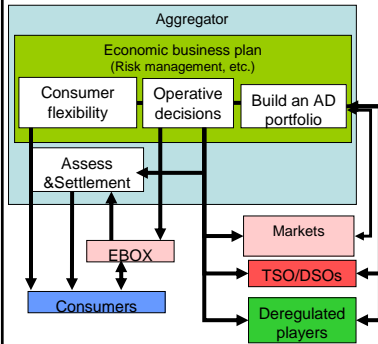 Aggregator
Economic business plan
(Risk management, etc.)
Consumer
flexibility
Operative
decisions
Build an AD
portfolio
Assess
&Settlement
EBOX
Markets
TSO/DSOs
Consumers
Deregulated
players